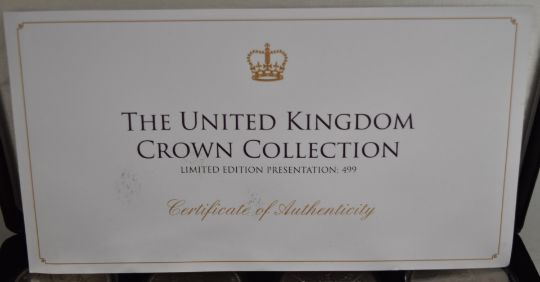 THE UNITED KINGDOM
CROWN COLLECTION
LIMITED EDITION PRESENTATION: 499
Certificate of Authenticity